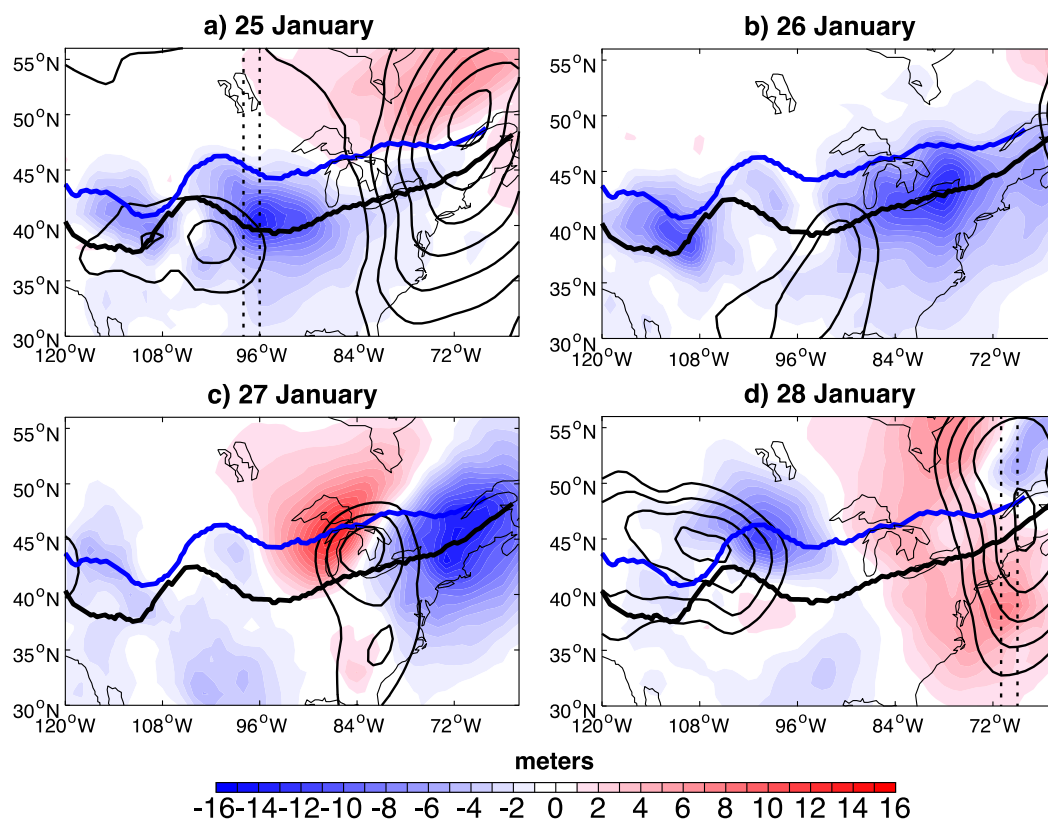 a) 25 January
b) 26 January
55°N
50°N
45°N
40°N
35°N
30°N
120°W 108°W 96°W 84°W 72°W
55°N
50°N
45°N
40°N
35°N
30°N
120°W 108°W 96°W 84°W 72°W
c) 27 January
d) 28 January
55°N
50°N
45°N
40°N
35°N
30°N
120°W 108°W 96°W 84°W 72°W
55°N
50°N
45°N
40°N
35°N
30°N
120°W 108°W 96°W 84°W 72°W
meters
-16 -14 -12 -10 -8 -6 -4 -2 0 2 4 6 8 10 12 14 16